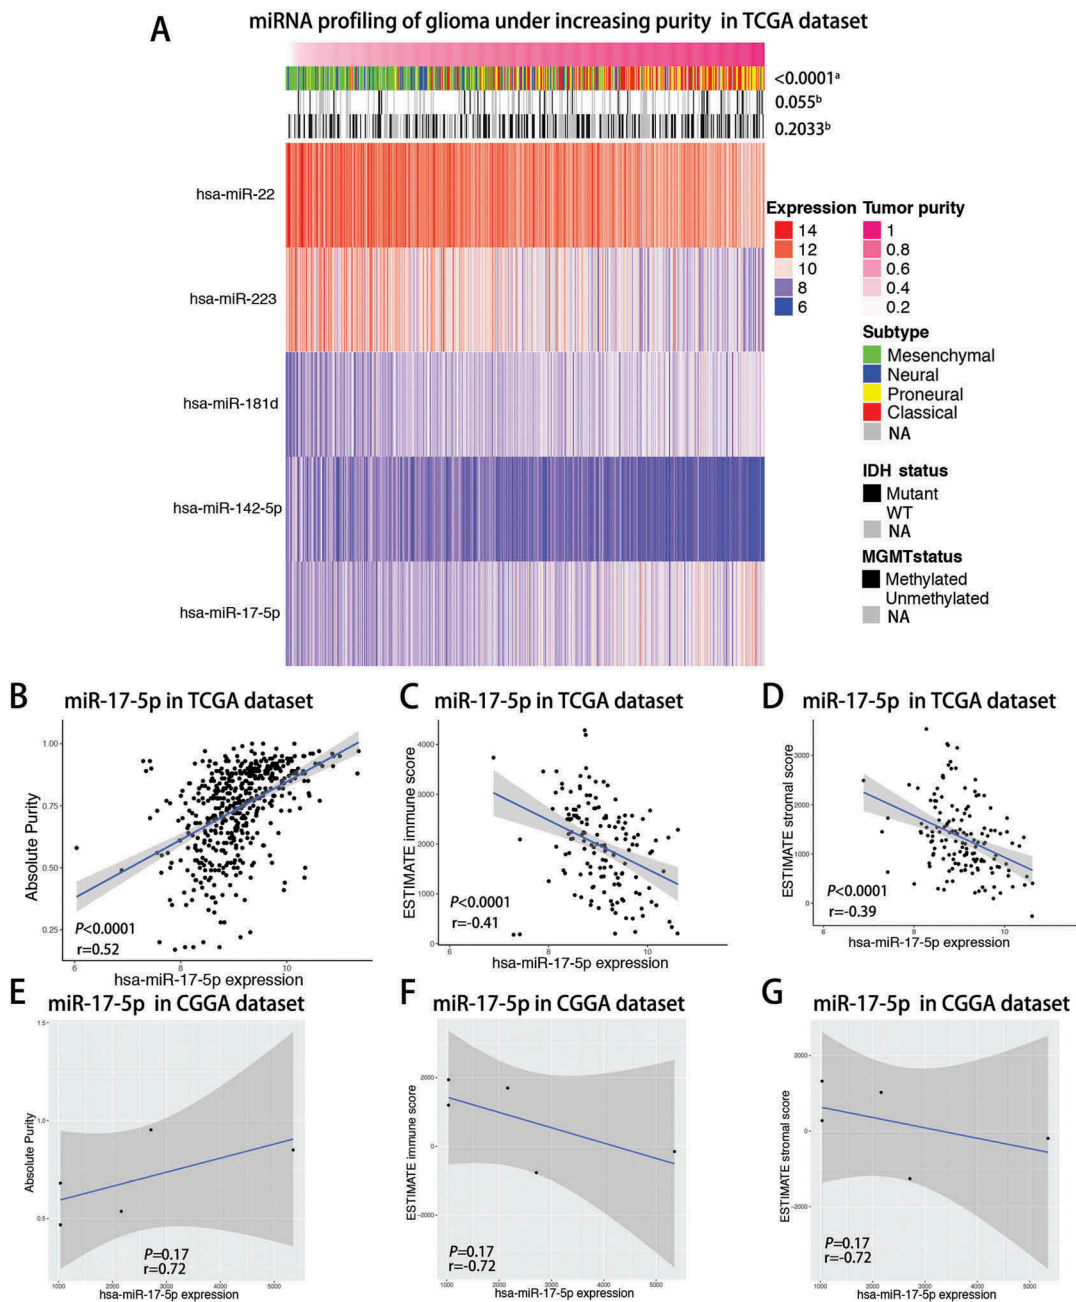 A
miRNA profiling of glioma under increasing purity in TCGA dataset
<0.0001a
0.055b
0.2033b
hsa-miR-22
hsa-miR-223
hsa-miR-181d
hsa-miR-142-5p
hsa-miR-17-5p
Expression
14
12
10
8
6
Tumor purity
1
0.8
0.6
0.4
0.2
Subtype
Mesenchymal
Neural
Proneural
Classical
NA
IDH status
Mutant
WT
NA
MGMTstatus
Methylated
Unmethylated
NA
B
miR-17-5p in TCGA dataset
Absolute Purity
1.00
0.75
0.50
0.25
P<0.0001
r=0.52
6
8
10
hsa-miR-17-5p expression
C
miR-17-5p in TCGA dataset
ESTIMATE immune score
4000
3000
2000
1000
0
P<0.0001
r=-0.41
6
8
10
hsa-miR-17-5p expression
D
miR-17-5p in TCGA dataset
ESTIMATE stromal score
3000
2000
1000
0
P<0.0001
r=-0.39
6
8
10
hsa-miR-17-5p expression
E
miR-17-5p in CGGA dataset
Absolute Purity
1.5
1.0
0.5
P=0.17
r=0.72
1000
2000
3000
4000
5000
hsa-miR-17-5p expression
F
miR-17-5p in CGGA dataset
ESTIMATE immune score
2000
0
-2000
P=0.17
r=-0.72
1000
2000
3000
4000
5000
hsa-miR-17-5p expression
G
miR-17-5p in CGGA dataset
ESTIMATE stromal score
2000
0
-2000
P=0.17
r=-0.72
1000
2000
3000
4000
5000
hsa-miR-17-5p expression